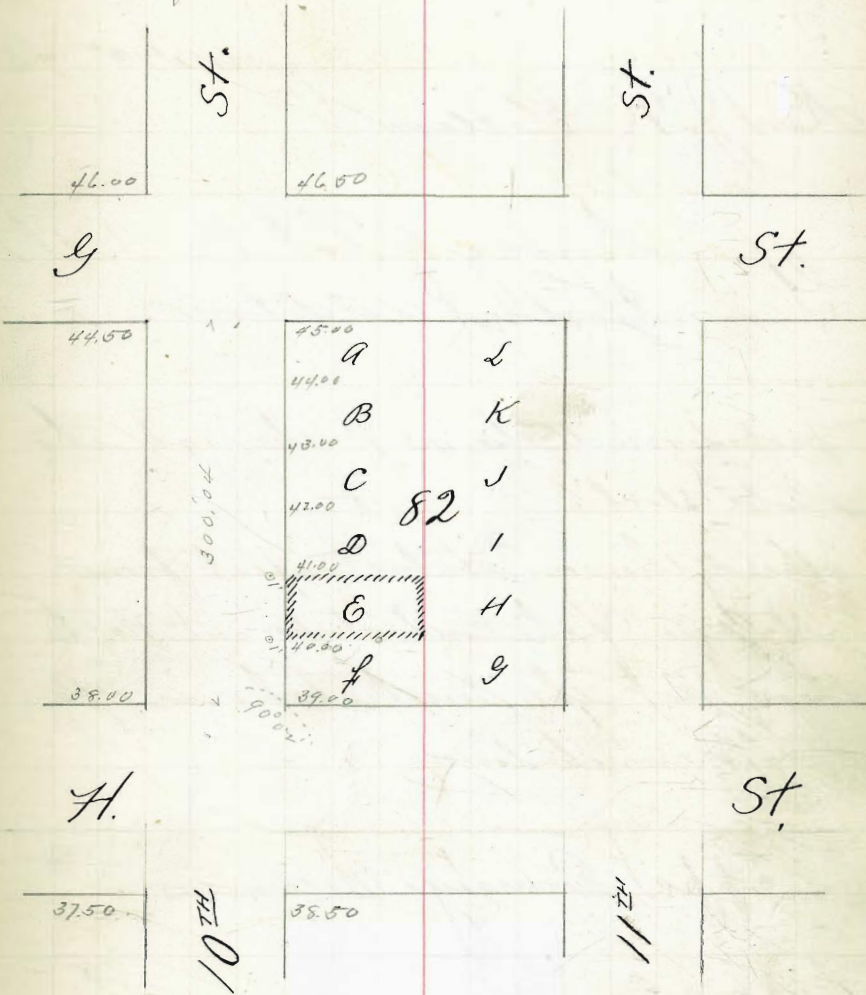 St. St.
46.00 46.50
G St.
44.50 45.00
A L
44.00
B K
43.00
C J
42.00
82
300.04
D I
41.00
E H
40.00
F G
38.00 39.00
H. St.
37.50 38.50
10TH 11TH